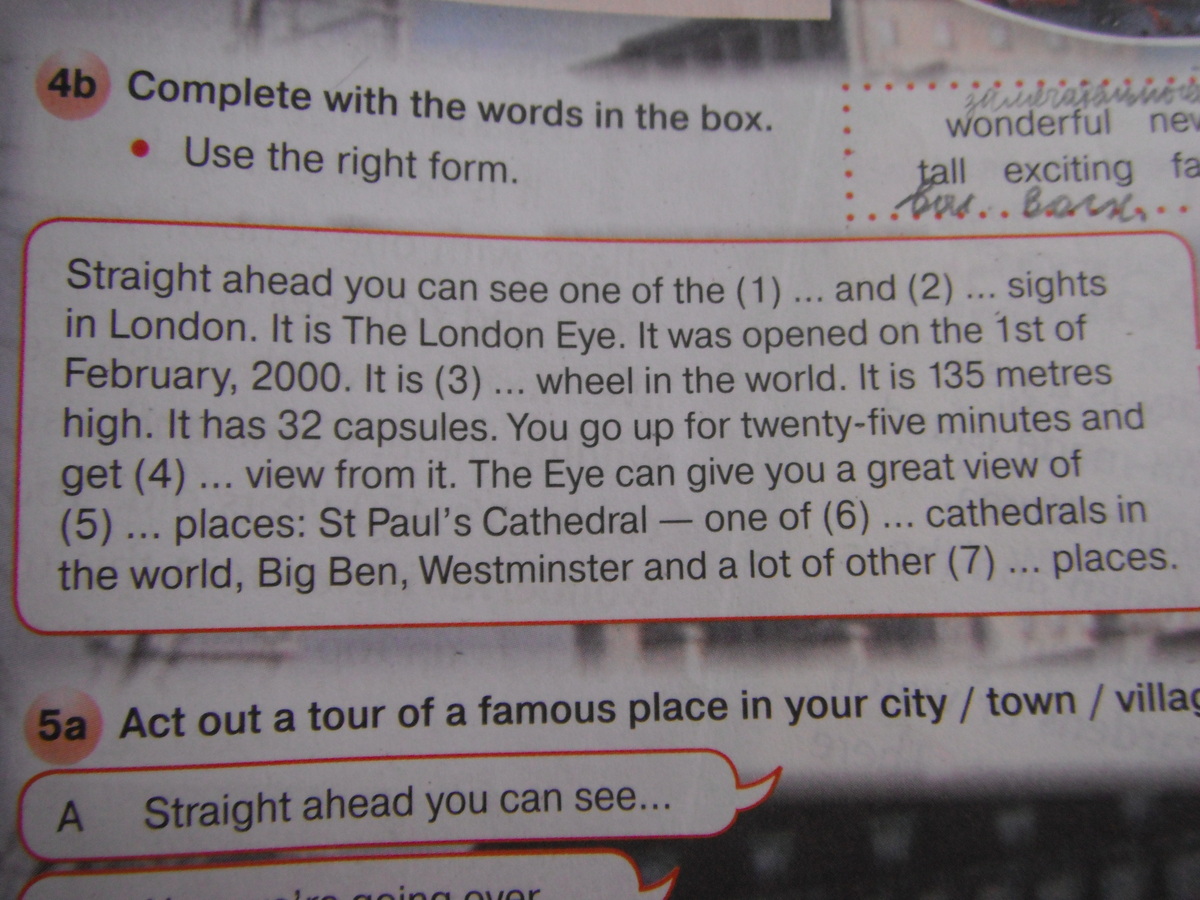 4b Complete with the words in the box.
• Use the right form.
wonderful new
tall exciting fa
Straight ahead you can see one of the (1) ... and (2) ... sights
in London. It is The London Eye. It was opened on the 1st of
February, 2000. It is (3) ... wheel in the world. It is 135 metres
high. It has 32 capsules. You go up for twenty-five minutes and
get (4) ... view from it. The Eye can give you a great view of
(5) ... places: St Paul's Cathedral — one of (6) ... cathedrals in
the world, Big Ben, Westminster and a lot of other (7) ... places.
5a Act out a tour of a famous place in your city / town / villag
A Straight ahead you can see...
're going over